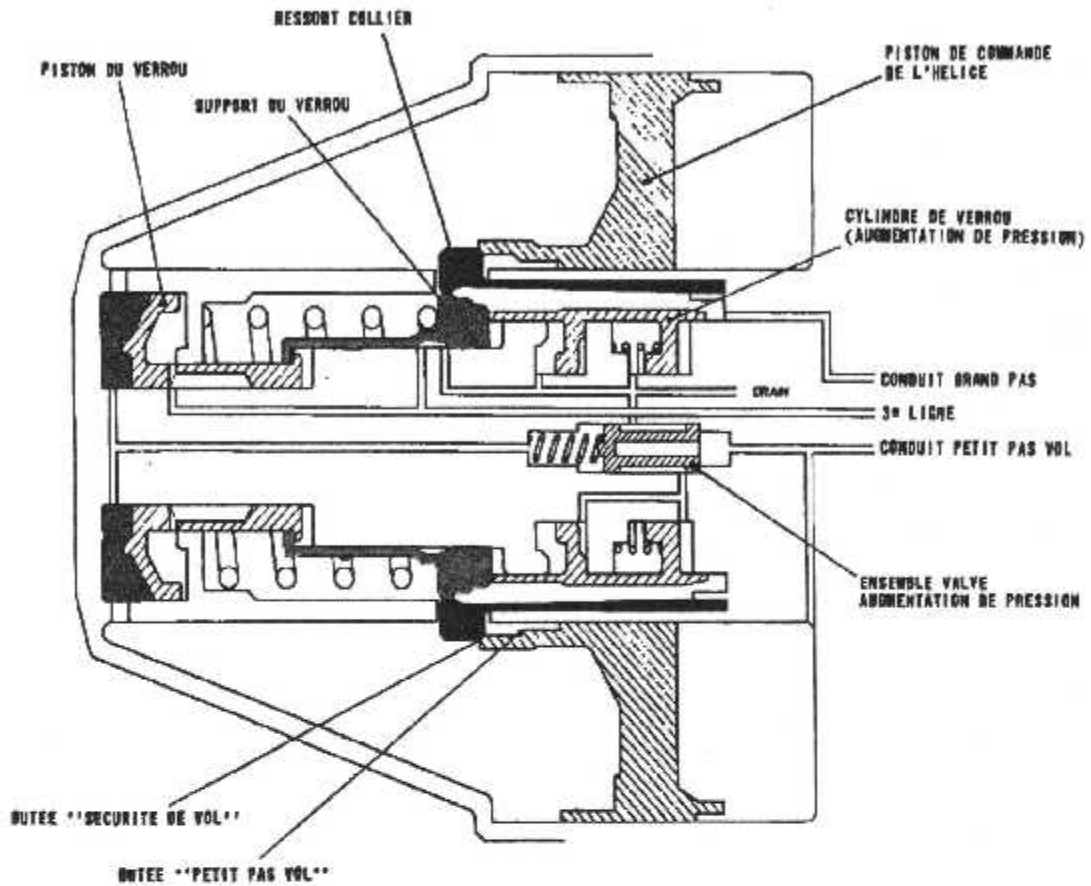 RESSORT COLLIER
PISTON DU VERROU
SUPPORT DU VERROU
PISTON DE COMMANDE
DE L'HELICE
CYLINDRE DE VERROU
(AUGMENTATION DE PRESSION)
CONDUIT GRAND PAS
DRAIN
3e LIGNE
CONDUIT PETIT PAS VOL
ENSEMBLE VALVE
AUGMENTATION DE PRESSION
BUTEE ''SECURITE DE VOL''
BUTEE ''PETIT PAS VOL''